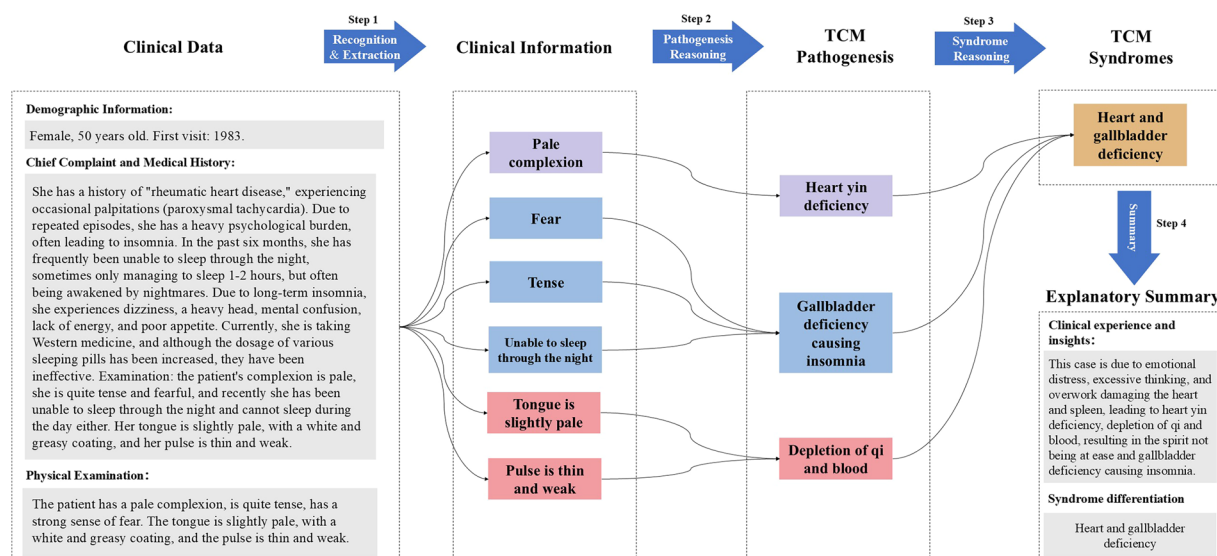 Step 1
Step 2
Step 3
Clinical Data
Recognition
& Extraction
Clinical Information
Pathogenesis
Reasoning
TCM
Pathogenesis
Syndrome
Reasoning
TCM
Syndromes
Demographic Information:
Female, 50 years old. First visit: 1983.
Chief Complaint and Medical History:
She has a history of "rheumatic heart disease," experiencing
occasional palpitations (paroxysmal tachycardia). Due to
repeated episodes, she has a heavy psychological burden,
often leading to insomnia. In the past six months, she has
frequently been unable to sleep through the night,
sometimes only managing to sleep 1-2 hours, but often
being awakened by nightmares. Due to long-term insomnia,
she experiences dizziness, a heavy head, mental confusion,
lack of energy, and poor appetite. Currently, she is taking
Western medicine, and although the dosage of various
sleeping pills has been increased, they have been
ineffective. Examination: the patient's complexion is pale,
she is quite tense and fearful, and recently she has been
unable to sleep through the night and cannot sleep during
the day either. Her tongue is slightly pale, with a white and
greasy coating, and her pulse is thin and weak.
Physical Examination:
The patient has a pale complexion, is quite tense, has a
strong sense of fear. The tongue is slightly pale, with a
white and greasy coating, and the pulse is thin and weak.
Pale
complexion
Fear
Tense
Unable to sleep
through the night
Tongue is
slightly pale
Pulse is thin
and weak
Heart yin
deficiency
Gallbladder
deficiency
causing
insomnia
Depletion of qi
and blood
Heart and
gallbladder
deficiency
Summary
Step 4
Explanatory Summary
Clinical experience and
insights:
This case is due to emotional
distress, excessive thinking, and
overwork damaging the heart
and spleen, leading to heart yin
deficiency, depletion of qi and
blood, resulting in the spirit not
being at ease and gallbladder
deficiency causing insomnia.
Syndrome differentiation
Heart and gallbladder
deficiency